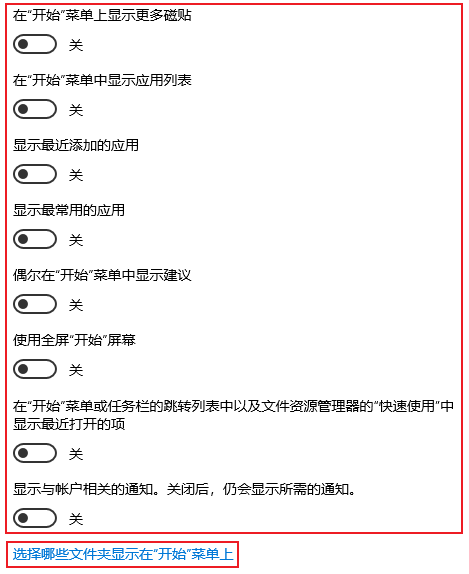 在“开始”菜单上显示更多磁贴
关
在“开始”菜单中显示应用列表
关
显示最近添加的应用
关
显示最常用的应用
关
偶尔在“开始”菜单中显示建议
关
使用全屏“开始”屏幕
关
在“开始”菜单或任务栏的跳转列表中以及文件资源管理器的“快速使用”中
显示最近打开的项
关
显示与帐户相关的通知。关闭后，仍会显示所需的通知。
关
选择哪些文件夹显示在“开始”菜单上